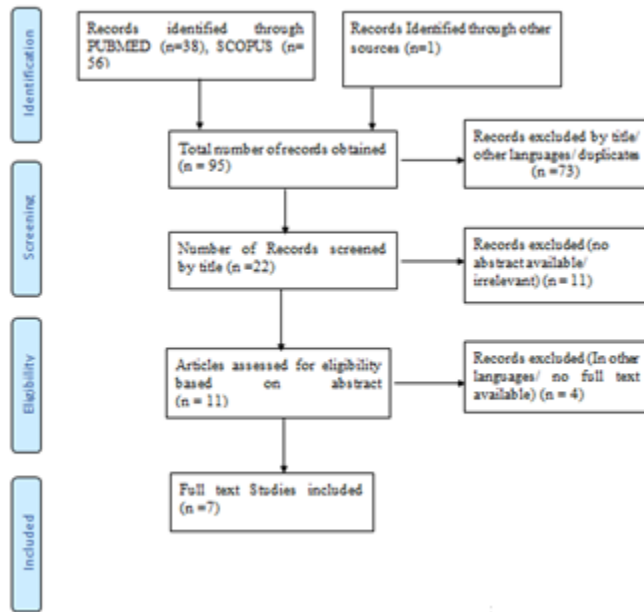 Identification
Records identified through
PUBMED (n=38), SCOPUS (n=
56)
Records Identified through other
sources (n=1)
Total number of records obtained
(n = 95)
Records excluded by title/
other languages/ duplicates
(n =73)
Screening
Number of Records screened
by title (n =22)
Records excluded (no
abstract available/
irrelevant) (n = 11)
Eligibility
Articles assessed for eligibility
based on abstract
(n = 11)
Records excluded (In other
languages/ no full text
available) (n = 4)
Included
Full text Studies included
(n =7)